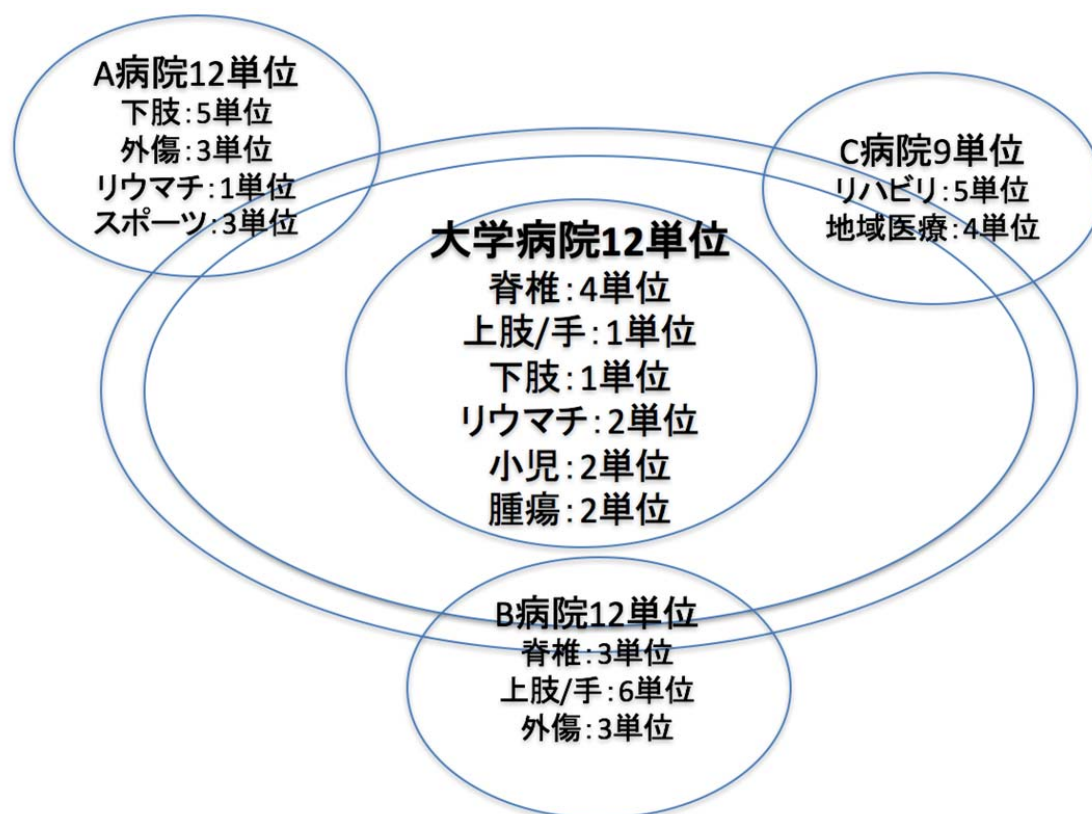 A病院12単位
下肢：5単位
外傷：3単位
リウマチ：1単位
スポーツ：3単位
C病院9単位
リハビリ：5単位
地域医療：4単位
大学病院12単位
脊椎：4単位
上肢/手：1単位
下肢：1単位
リウマチ：2単位
小児：2単位
腫瘍：2単位
B病院12単位
脊椎：3単位
上肢/手：6単位
外傷：3単位